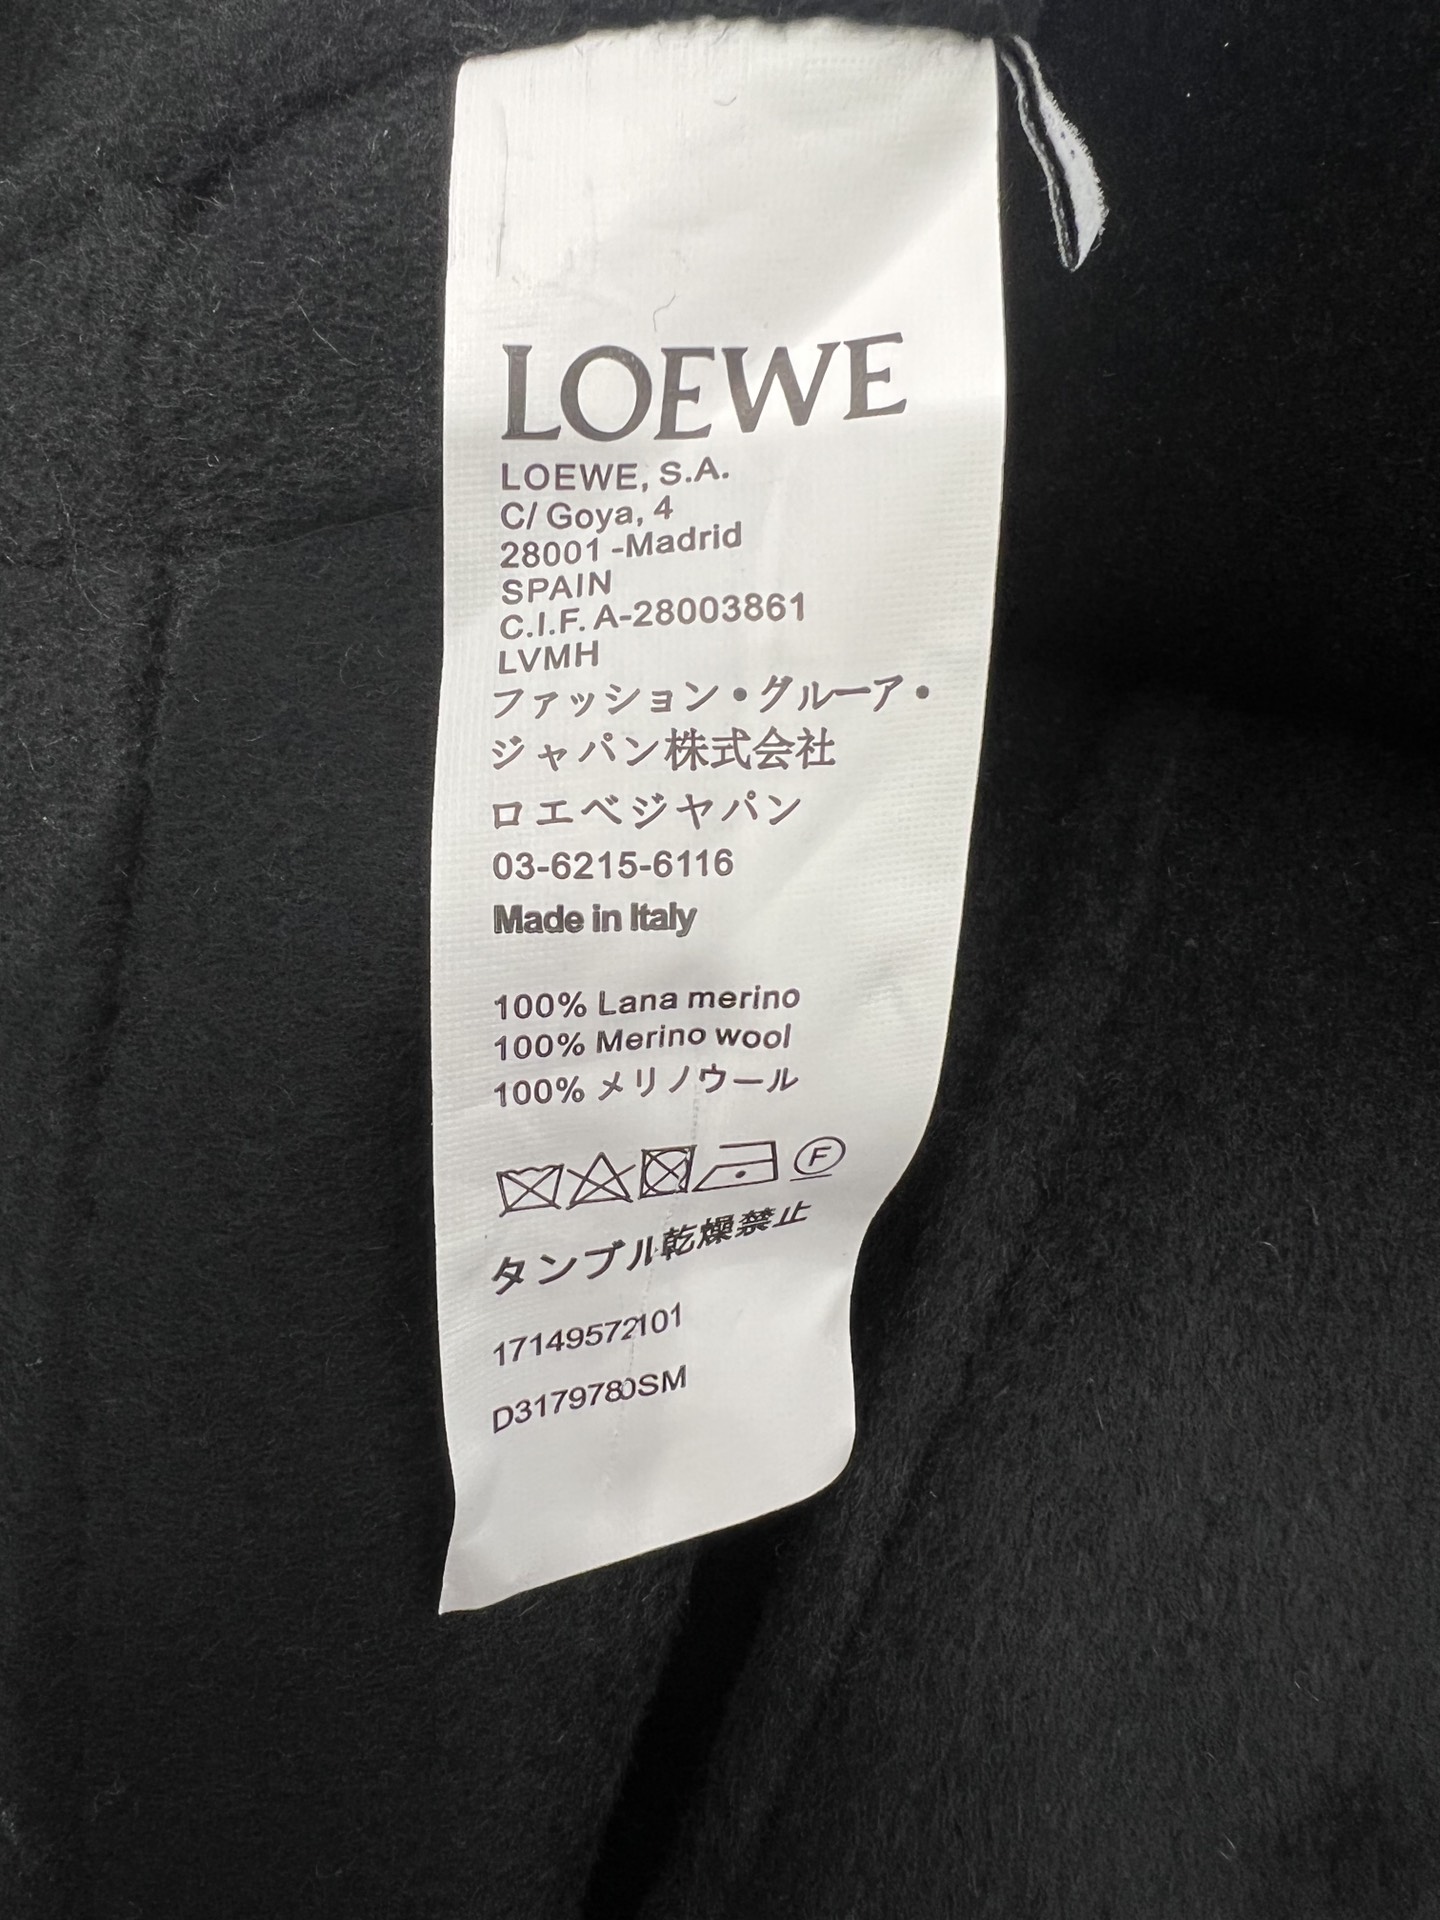 LOEWE
LOEWE, S.A.
C/ Goya, 4
28001 -Madrid
SPAIN
C.I.F. A-28003861
LVMH
ファッション・グルーア・
ジャパン株式会社
ロエベジヤパン
03-6215-6116
Made in Italy
100% Lana merino
100% Merino wool
100% メリノウール
F
タンブル乾燥禁止
17149572101
D3179780SM